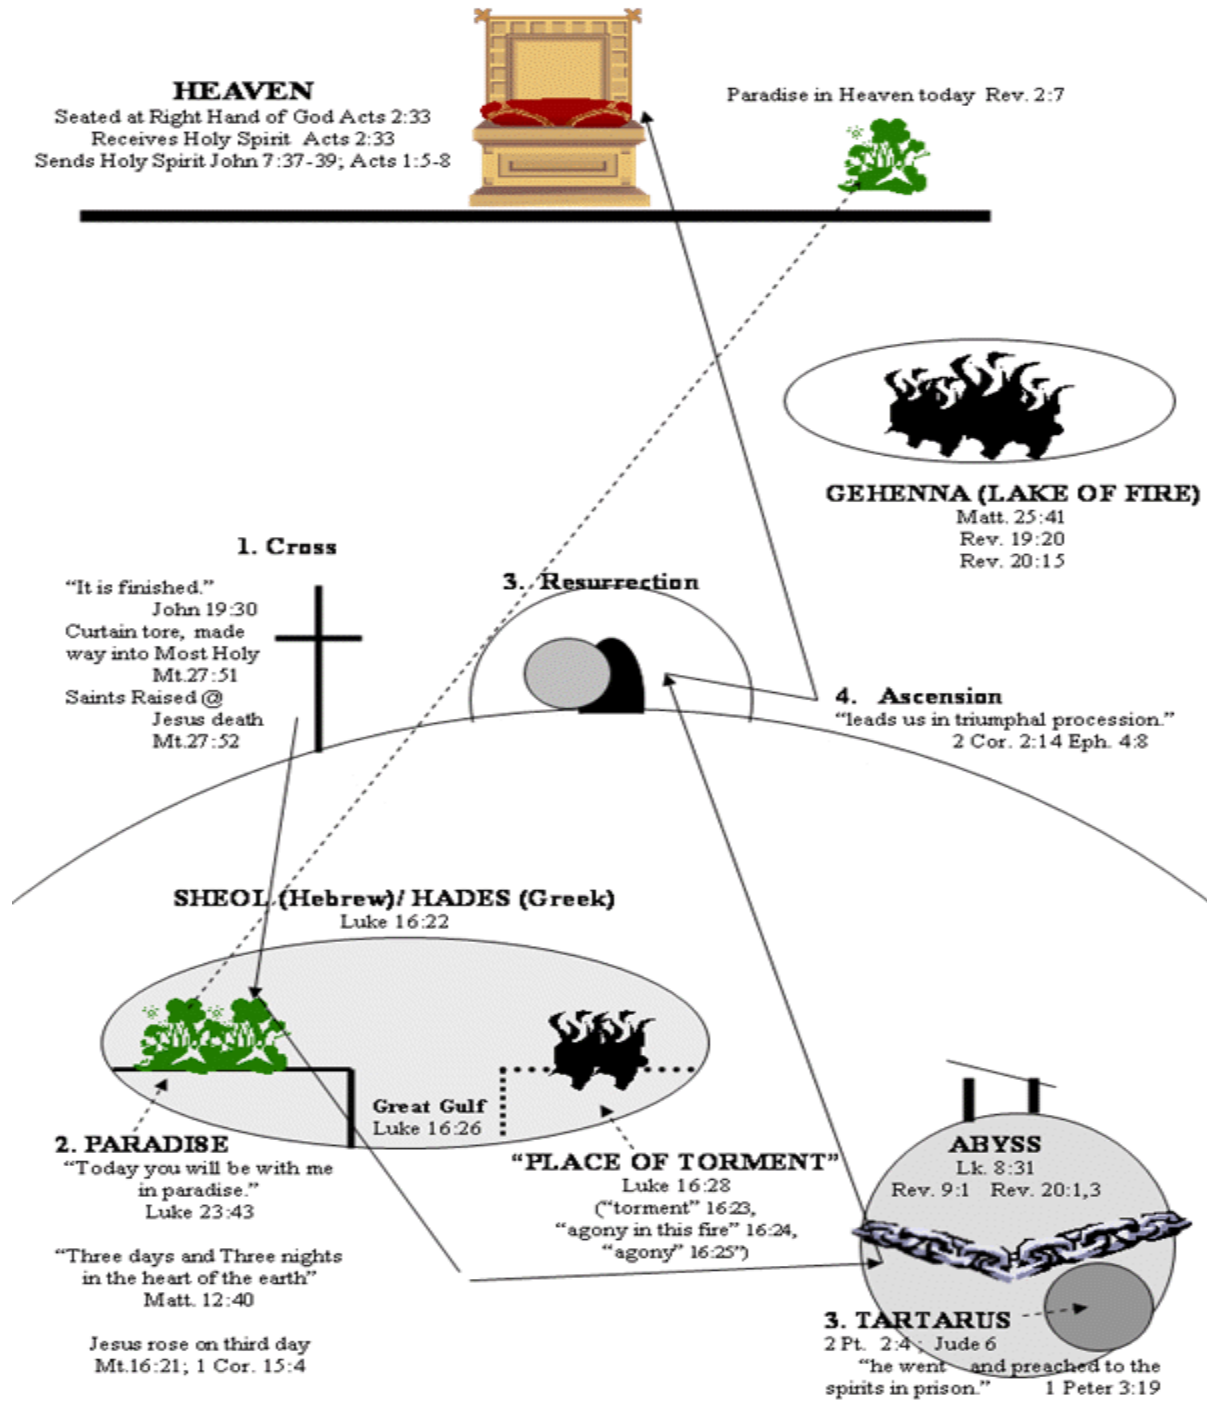 HEAVEN
Seated at Right Hand of God Acts 2:33
Receives Holy Spirit Acts 2:33
Sends Holy Spirit John 7:37-39; Acts 1:5-8
Paradise in Heaven today Rev. 2:7
GEHENNA (LAKE OF FIRE)
Matt. 25:41
Rev. 19:20
Rev. 20:15
1. Cross
“It is finished.”
John 19:30
Curtain tore, made
way into Most Holy
Mt.27:51
Saints Raised @
Jesus death
Mt.27:52
3. Resurrection
4. Ascension
“leads us in triumphal procession.”
2 Cor. 2:14 Eph. 4:8
SHEOL (Hebrew)/ HADES (Greek)
Luke 16:22
Great Gulf
Luke 16:26
2. PARADISE
“Today you will be with me
in paradise.”
Luke 23:43
“Three days and Three nights
in the heart of the earth”
Matt. 12:40
Jesus rose on third day
Mt.16:21; 1 Cor. 15:4
“PLACE OF TORMENT”
Luke 16:28
(“torment” 16:23,
“agony in this fire” 16:24,
“agony” 16:25”)
ABYSS
Lk. 8:31
Rev. 9:1 Rev. 20:1,3
3. TARTARUS
2 Pt. 2:4 ; Jude 6
“he went and preached to the
spirits in prison.” 1 Peter 3:19